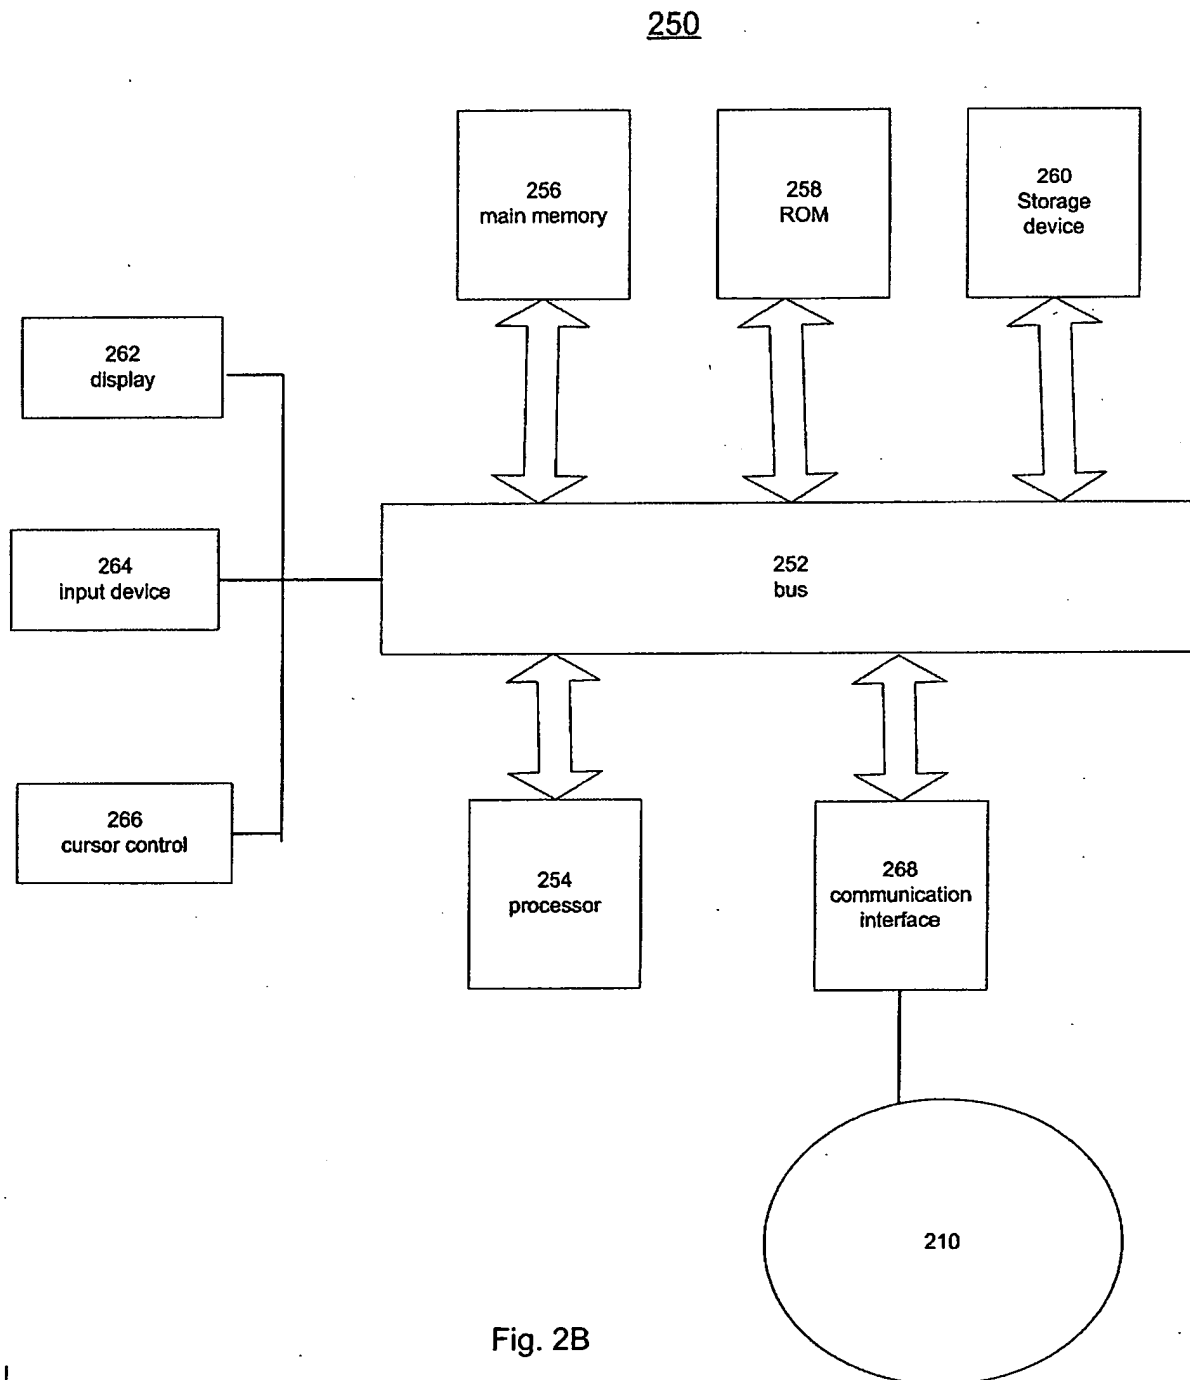 250
256
main memory
258
ROM
260
Storage
device
262
display
264
input device
252
bus
266
cursor control
254
processor
268
communication
interface
210
Fig. 2B